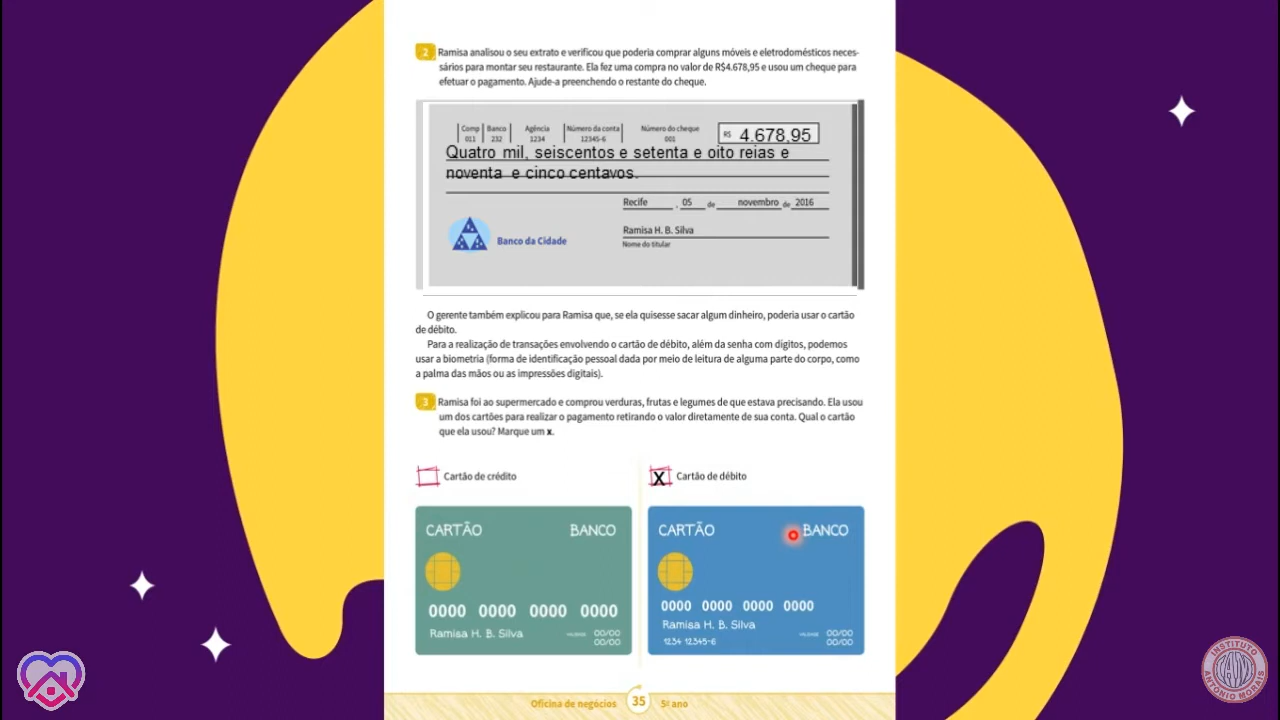 2 Ramisa analisou o seu extrato e verificou que poderia comprar alguns móveis e eletrodomésticos neces-
sários para montar seu restaurante. Ela fez uma compra no valor de R$4.678,95 e usou um cheque para
efetuar o pagamento. Ajude-a preenchendo o restante do cheque.
Comp Banco Agência Número da conta Número do cheque R$ 4.678,95
011 232 1234 12345-6 001
Quatro mil, seiscentos e setenta e oito reias e
noventa e cinco centavos.
Recife , 05 de novembro de 2016
Ramisa H. B. Silva
Banco da Cidade
Nome do titular
O gerente também explicou para Ramisa que, se ela quisesse sacar algum dinheiro, poderia usar o cartão
de débito.
Para a realização de transações envolvendo o cartão de débito, além da senha com dígitos, podemos
usar a biometria (forma de identificação pessoal dada por meio de leitura de alguma parte do corpo, como
a palma das mãos ou as impressões digitais).
3 Ramisa foi ao supermercado e comprou verduras, frutas e legumes de que estava precisando. Ela usou
um dos cartões para realizar o pagamento retirando o valor diretamente de sua conta. Qual o cartão
que ela usou? Marque um x.
Cartão de crédito
X Cartão de débito
CARTÃO BANCO
0000 0000 0000 0000
Ramisa H. B. Silva 00/00
00/00
CARTÃO BANCO
0000 0000 0000 0000
Ramisa H. B. Silva 00/00
1234 12345-6 00/00
Oficina de negócios 35 5º ano
INSTITUTO
ANTÔNIO MORAIS